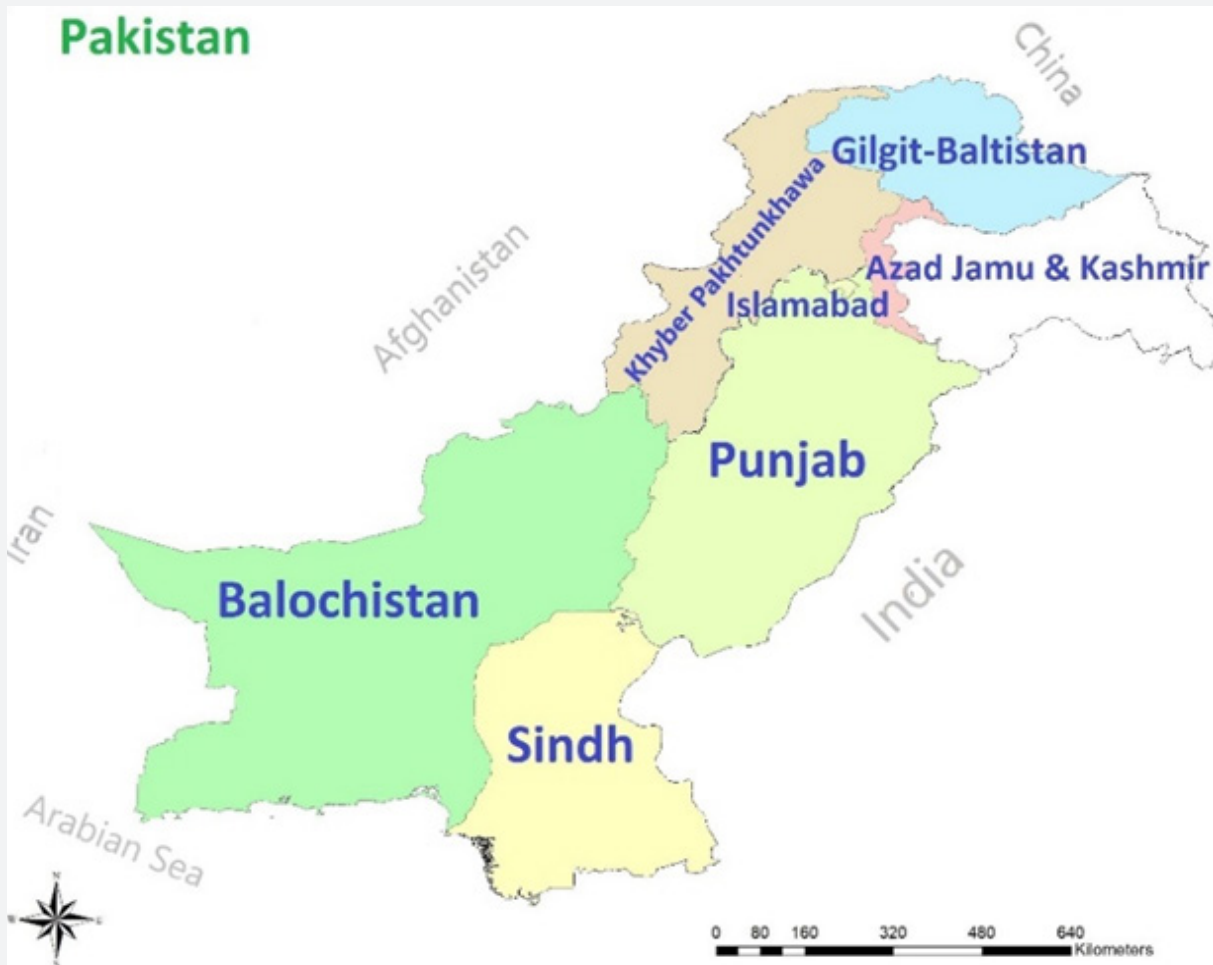 Pakistan
China
Gilgit-Baltistan
Khyber Pakhtunkhawa
Afghanistan
Azad Jamu & Kashmir
Islamabad
Punjab
Iran
India
Balochistan
Sindh
Arabian Sea
N
W E
S
0 80 160 320 480 640
Kilometers